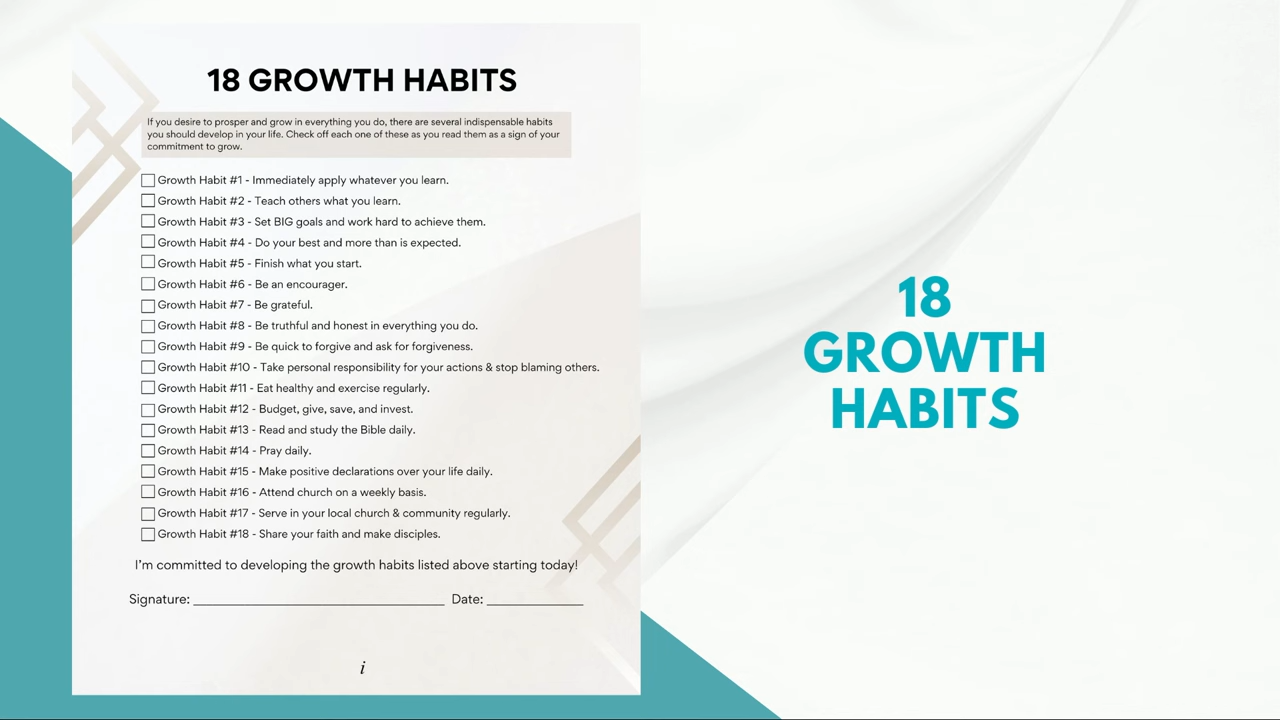 18 GROWTH HABITS
If you desire to prosper and grow in everything you do, there are several indispensable habits
you should develop in your life. Check off each one of these as you read them as a sign of your
commitment to grow.
Growth Habit #1 - Immediately apply whatever you learn.
Growth Habit #2 - Teach others what you learn.
Growth Habit #3 - Set BIG goals and work hard to achieve them.
Growth Habit #4 - Do your best and more than is expected.
Growth Habit #5 - Finish what you start.
Growth Habit #6 - Be an encourager.
Growth Habit #7 - Be grateful.
Growth Habit #8 - Be truthful and honest in everything you do.
Growth Habit #9 - Be quick to forgive and ask for forgiveness.
Growth Habit #10 - Take personal responsibility for your actions & stop blaming others.
Growth Habit #11 - Eat healthy and exercise regularly.
Growth Habit #12 - Budget, give, save, and invest.
Growth Habit #13 - Read and study the Bible daily.
Growth Habit #14 - Pray daily.
Growth Habit #15 - Make positive declarations over your life daily.
Growth Habit #16 - Attend church on a weekly basis.
Growth Habit #17 - Serve in your local church & community regularly.
Growth Habit #18 - Share your faith and make disciples.
I'm committed to developing the growth habits listed above starting today!
Signature: ____________________ Date: __________
i
18
GROWTH
HABITS